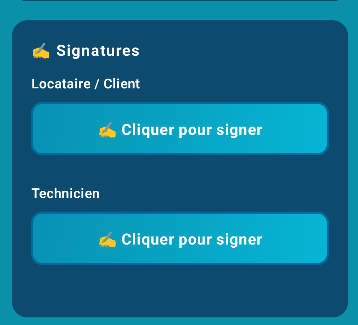 ✍️ Signatures
Locataire / Client
✍️ Cliquer pour signer
Technicien
✍️ Cliquer pour signer